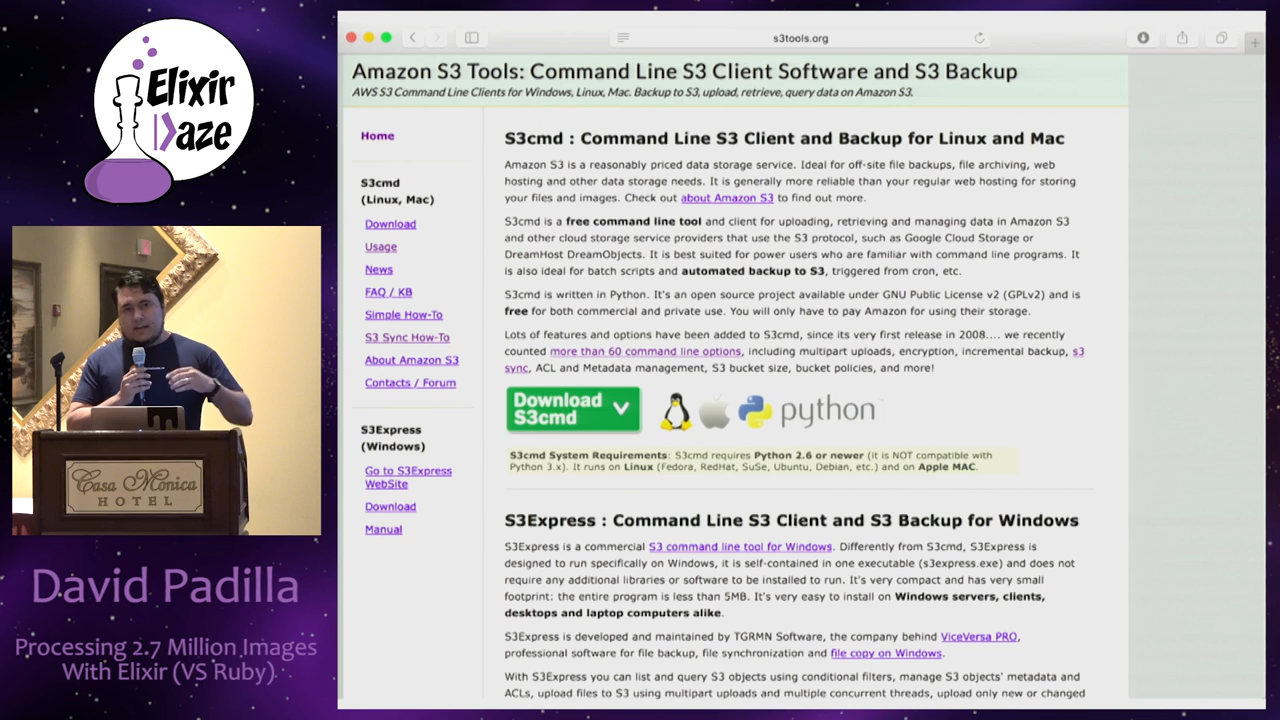 Elixir
Daze
Casa Monica
HOTEL
David Padilla
Processing 2.7 Million Images
With Elixir (VS Ruby)
s3tools.org
Amazon S3 Tools: Command Line S3 Client Software and S3 Backup
AWS S3 Command Line Clients for Windows, Linux, Mac. Backup to S3, upload, retrieve, query data on Amazon S3.
Home
S3cmd
(Linux, Mac)
Download
Usage
News
FAQ / KB
Simple How-To
S3 Sync How-To
About Amazon S3
Contacts / Forum
S3Express
(Windows)
Go to S3Express
WebSite
Download
Manual
S3cmd : Command Line S3 Client and Backup for Linux and Mac
Amazon S3 is a reasonably priced data storage service. Ideal for off-site file backups, file archiving, web
hosting and other data storage needs. It is generally more reliable than your regular web hosting for storing
your files and images. Check out about Amazon S3 to find out more.
S3cmd is a free command line tool and client for uploading, retrieving and managing data in Amazon S3
and other cloud storage service providers that use the S3 protocol, such as Google Cloud Storage or
DreamHost DreamObjects. It is best suited for power users who are familiar with command line programs. It
is also ideal for batch scripts and automated backup to S3, triggered from cron, etc.
S3cmd is written in Python. It's an open source project available under GNU Public License v2 (GPLv2) and is
free for both commercial and private use. You will only have to pay Amazon for using their storage.
Lots of features and options have been added to S3cmd, since its very first release in 2008.... we recently
counted more than 60 command line options, including multipart uploads, encryption, incremental backup, s3
sync, ACL and Metadata management, S3 bucket size, bucket policies, and more!
Download
S3cmd
python
S3cmd System Requirements: S3cmd requires Python 2.6 or newer (it is NOT compatible with
Python 3.x). It runs on Linux (Fedora, RedHat, SuSe, Ubuntu, Debian, etc.) and on Apple MAC.
S3Express : Command Line S3 Client and S3 Backup for Windows
S3Express is a commercial S3 command line tool for Windows. Differently from S3cmd, S3Express is
designed to run specifically on Windows, it is self-contained in one executable (s3express.exe) and does not
require any additional libraries or software to be installed to run. It's very compact and has very small
footprint: the entire program is less than 5MB. It's very easy to install on Windows servers, clients,
desktops and laptop computers alike.
S3Express is developed and maintained by TGRMN Software, the company behind ViceVersa PRO,
professional software for file backup, file synchronization and file copy on Windows.
With S3Express you can list and query S3 objects using conditional filters, manage S3 objects' metadata and
ACLs, upload files to S3 using multipart uploads and multiple concurrent threads, upload only new or changed